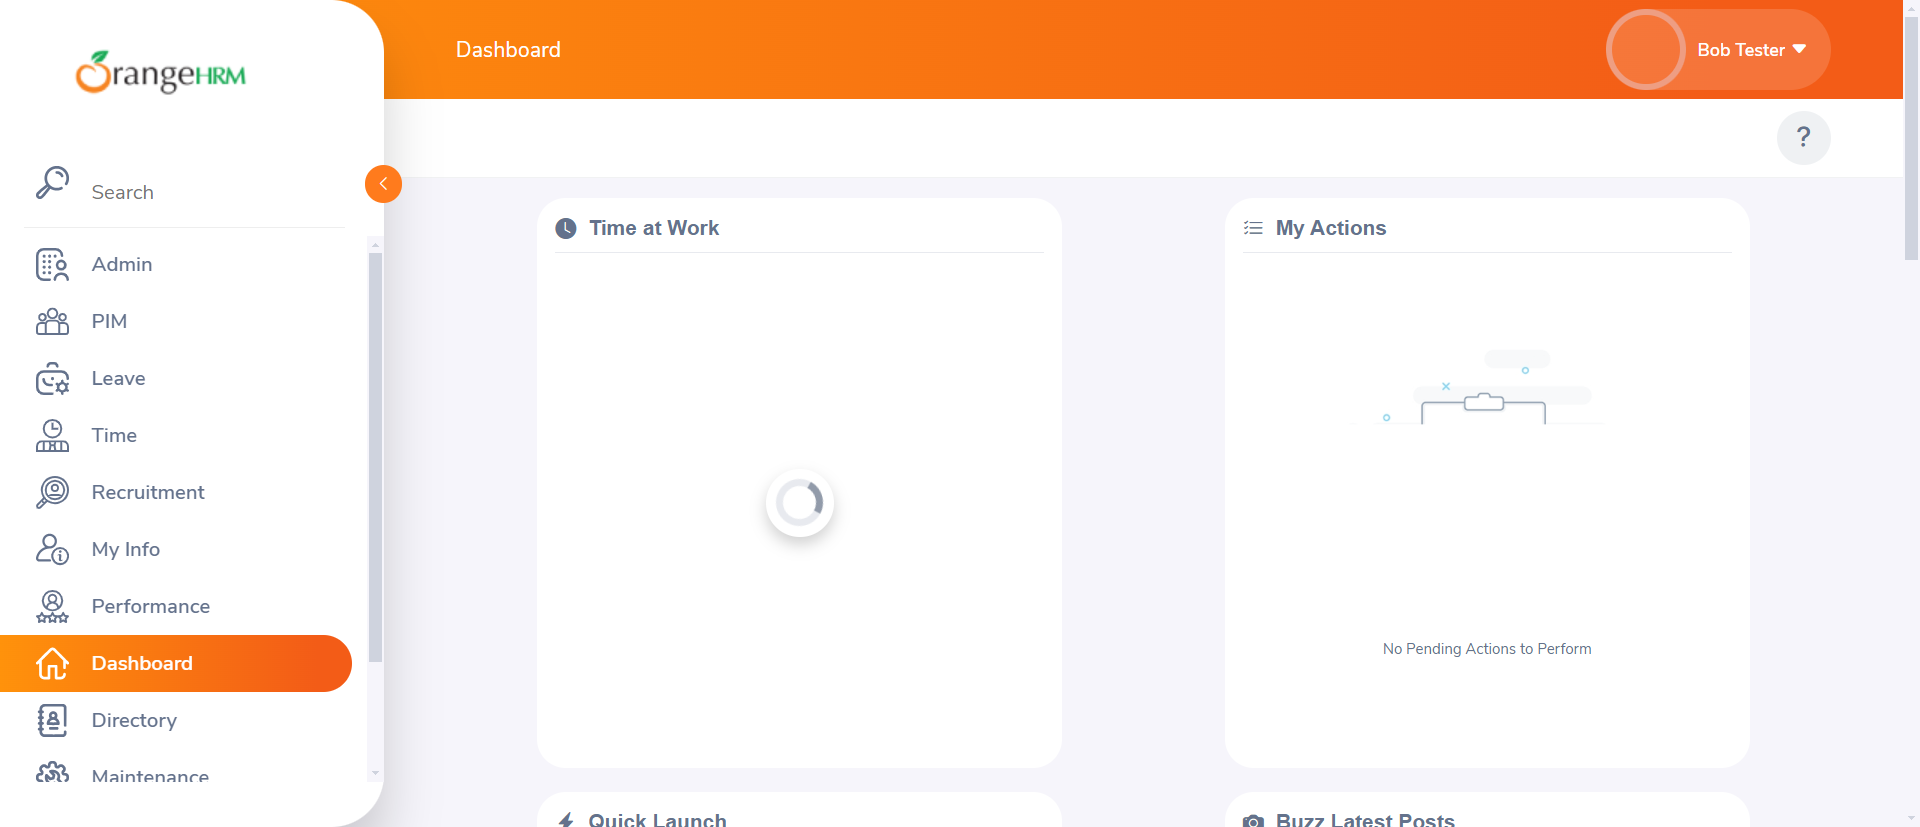 OrangeHRM
Search
Admin
PIM
Leave
Time
Recruitment
My Info
Performance
Dashboard
Directory
Maintenance
Dashboard
Bob Tester
?
Time at Work
My Actions
No Pending Actions to Perform
Quick Launch
Buzz Latest Posts